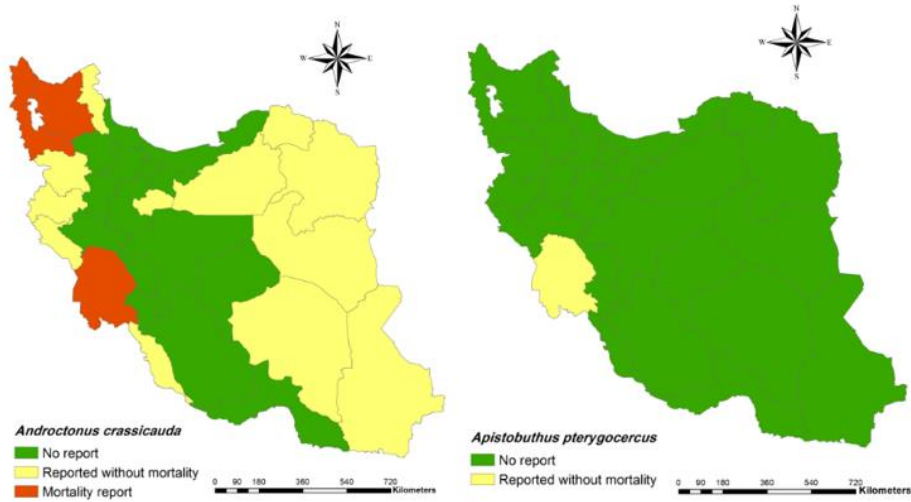 N
W E
S
Androctonus crassicauda
No report
Reported without mortality
Mortality report
0 90 180 360 540 720
Kilometers
N
W E
S
Apistobuthus pterygocercus
No report
Reported without mortality
0 90 180 360 540 720
Kilometers